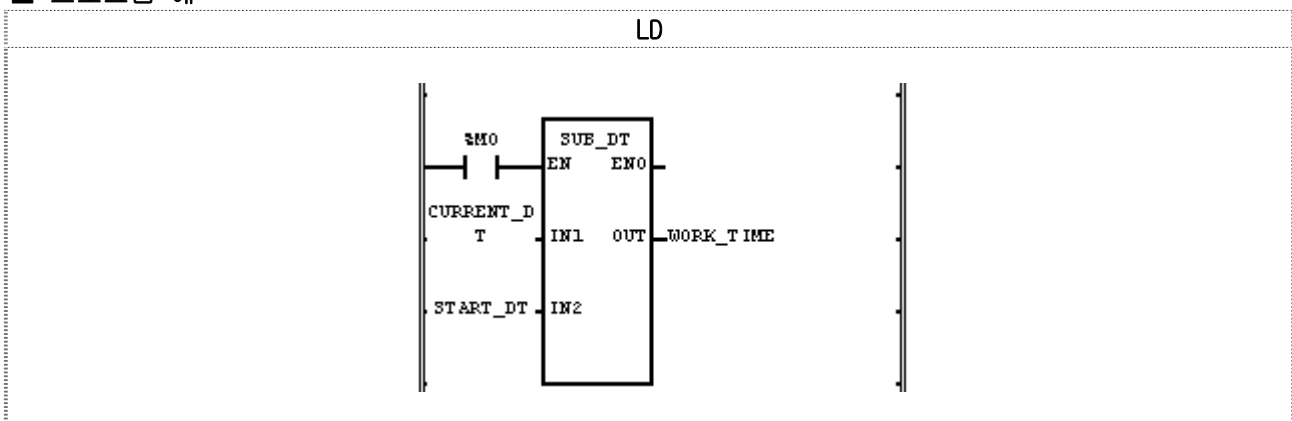 LD
%M0
SUB_DT
EN ENO
CURRENT_D
T
IN1 OUT WORK_TIME
START_DT IN2